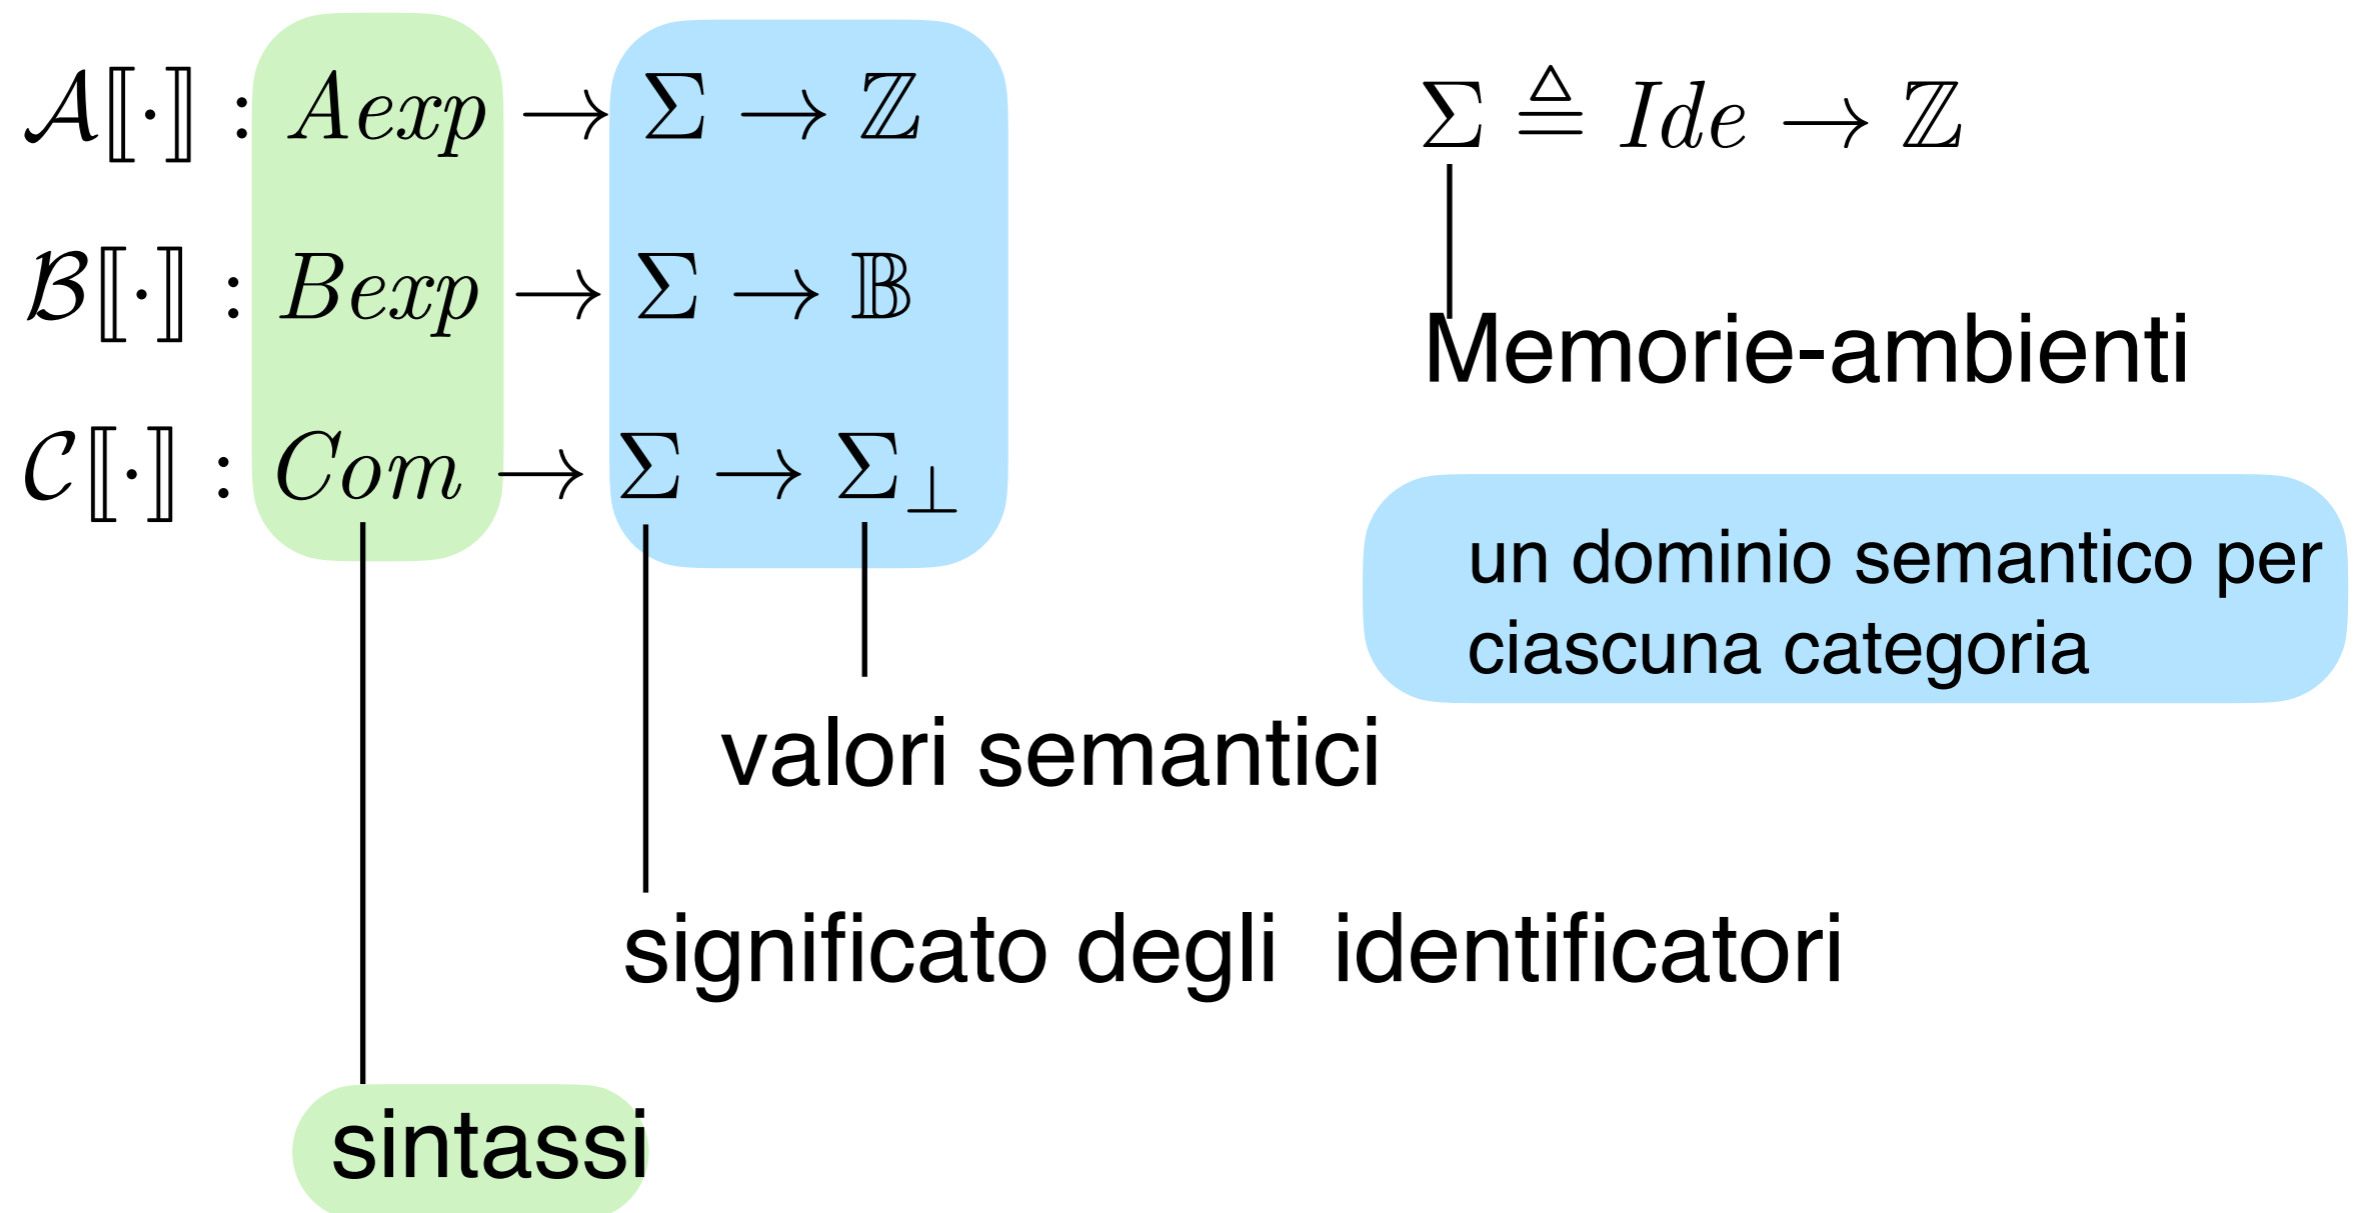 𝒜⟦·⟧ : Aexp → Σ → ℤ
Σ ≜ Ide → ℤ
ℬ⟦·⟧ : Bexp → Σ → 𝔹
Memorie-ambienti
𝒞⟦·⟧ : Com → Σ → Σ⊥
un dominio semantico per
ciascuna categoria
valori semantici
significato degli identificatori
sintassi